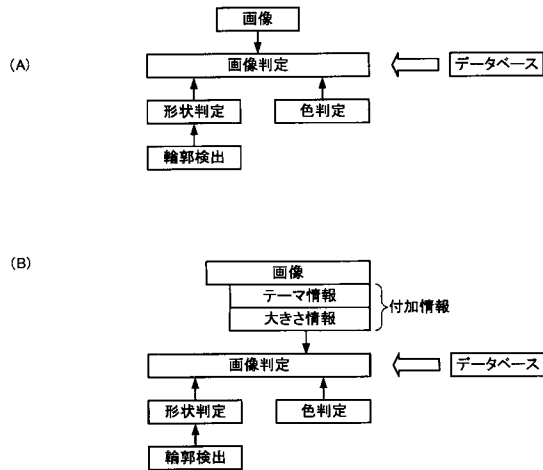 画像
(A)
画像判定
データベース
形状判定
色判定
輪郭検出
(B)
画像
テーマ情報
付加情報
大きさ情報
画像判定
データベース
形状判定
色判定
輪郭検出